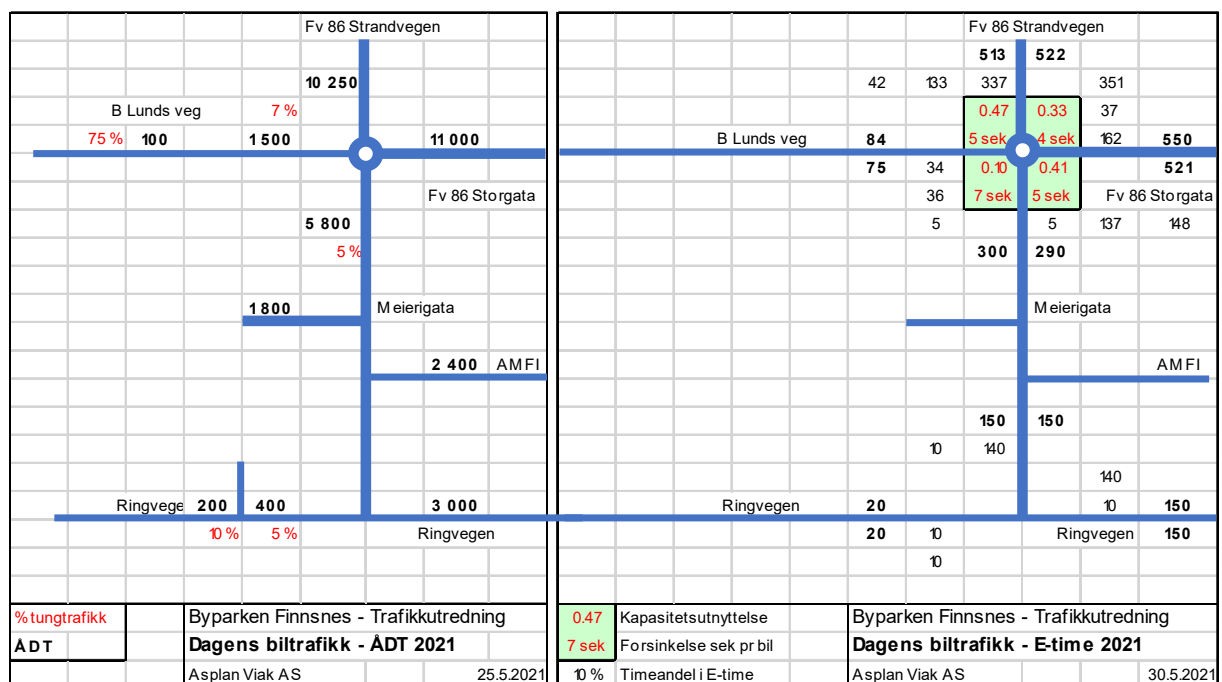 Fv 86 Strandvegen
10 250
B Lunds veg 7 %
75 % 100 1 500 11 000
Fv 86 Storgata
5 800
5 %
1 800 Meierigata
2 400 AMFI
Ringvege 200 400 3 000
10 % 5 % Ringvegen
% tungtrafikk Byparken Finnsnes - Trafikkutredning
ÅDT Dagens biltrafikk - ÅDT 2021
Asplan Viak AS 25.5.2021
Fv 86 Strandvegen
513 522
42 133 337 351
0.47 0.33 37
B Lunds veg 84 5 sek 4 sek 162 550
75 34 0.10 0.41 521
36 7 sek 5 sek Fv 86 Storgata
5 5 137 148
300 290
Meierigata
AMFI
150 150
10 140
140
Ringvegen 20 10 150
20 10 Ringvegen 150
10
0.47 Kapasitetsutnyttelse Byparken Finnsnes - Trafikkutredning
7 sek Forsinkelse sek pr bil Dagens biltrafikk - E-time 2021
10 % Timeandel i E-time Asplan Viak AS 30.5.2021